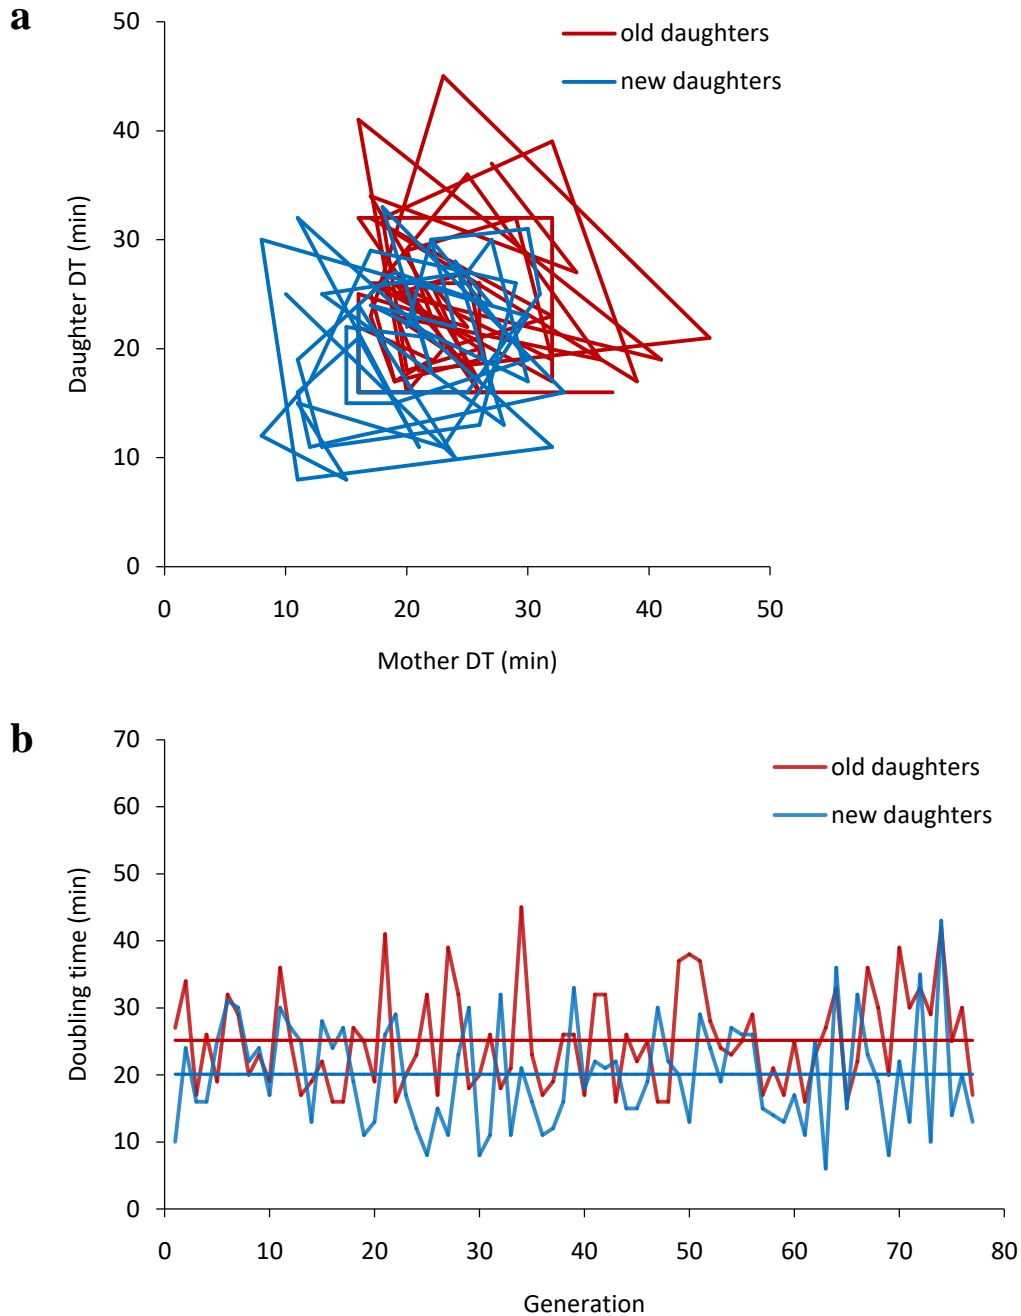 a
old daughters
new daughters
Daughter DT (min)
50
40
30
20
10
0
0 10 20 30 40 50
Mother DT (min)
b
old daughters
new daughters
Doubling time (min)
70
60
50
40
30
20
10
0
0 10 20 30 40 50 60 70 80
Generation